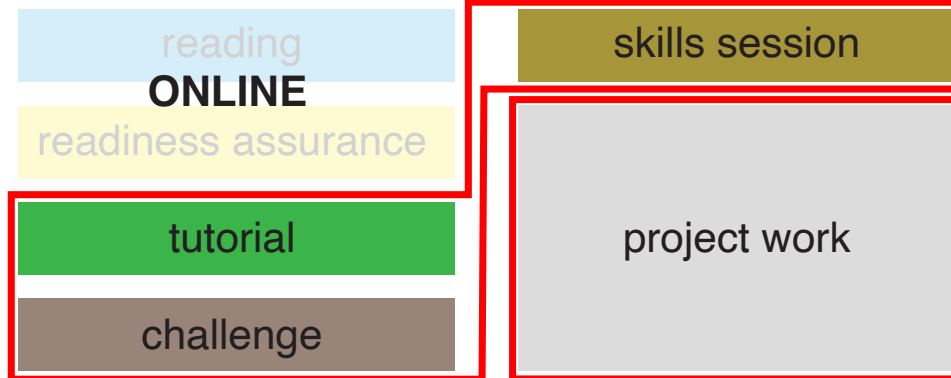 reading
ONLINE
readiness assurance
tutorial
challenge
skills session
project work